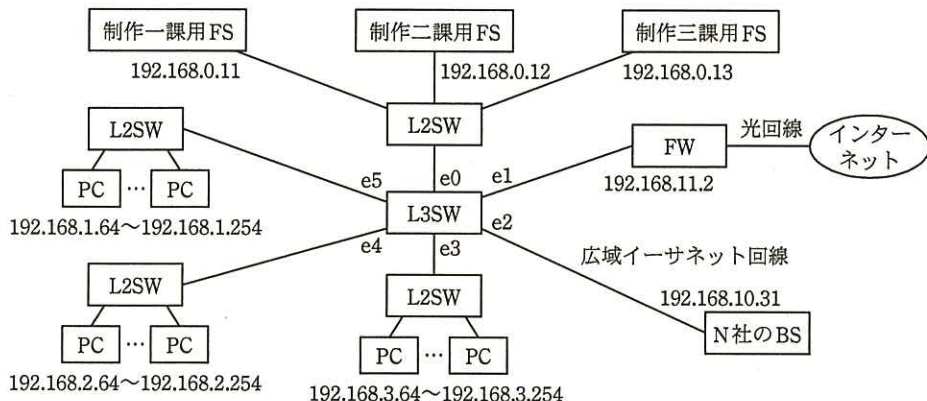 制作一課用FS
制作二課用FS
制作三課用FS
192.168.0.11
192.168.0.12
192.168.0.13
L2SW
L2SW
FW
光回線
インター
ネット
PC … PC
e5
e0
e1
192.168.11.2
192.168.1.64～192.168.1.254
L3SW
e2
e4
e3
広域イーサネット回線
L2SW
L2SW
192.168.10.31
PC … PC
PC … PC
N社のBS
192.168.2.64～192.168.2.254
192.168.3.64～192.168.3.254